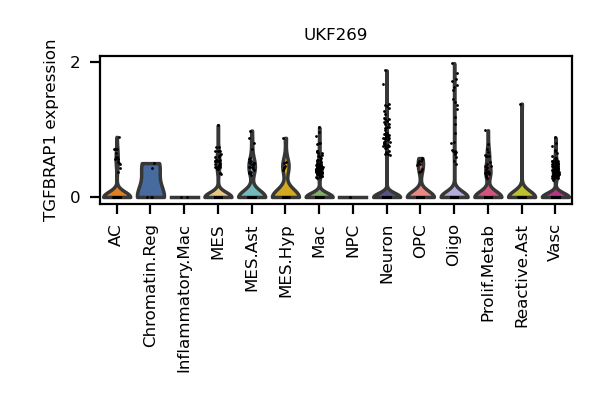 UKF269
TGFBRAP1 expression
2
0
AC
Chromatin.Reg
Inflammatory.Mac
MES
MES.Ast
MES.Hyp
Mac
NPC
Neuron
OPC
Oligo
Prolif.Metab
Reactive.Ast
Vasc